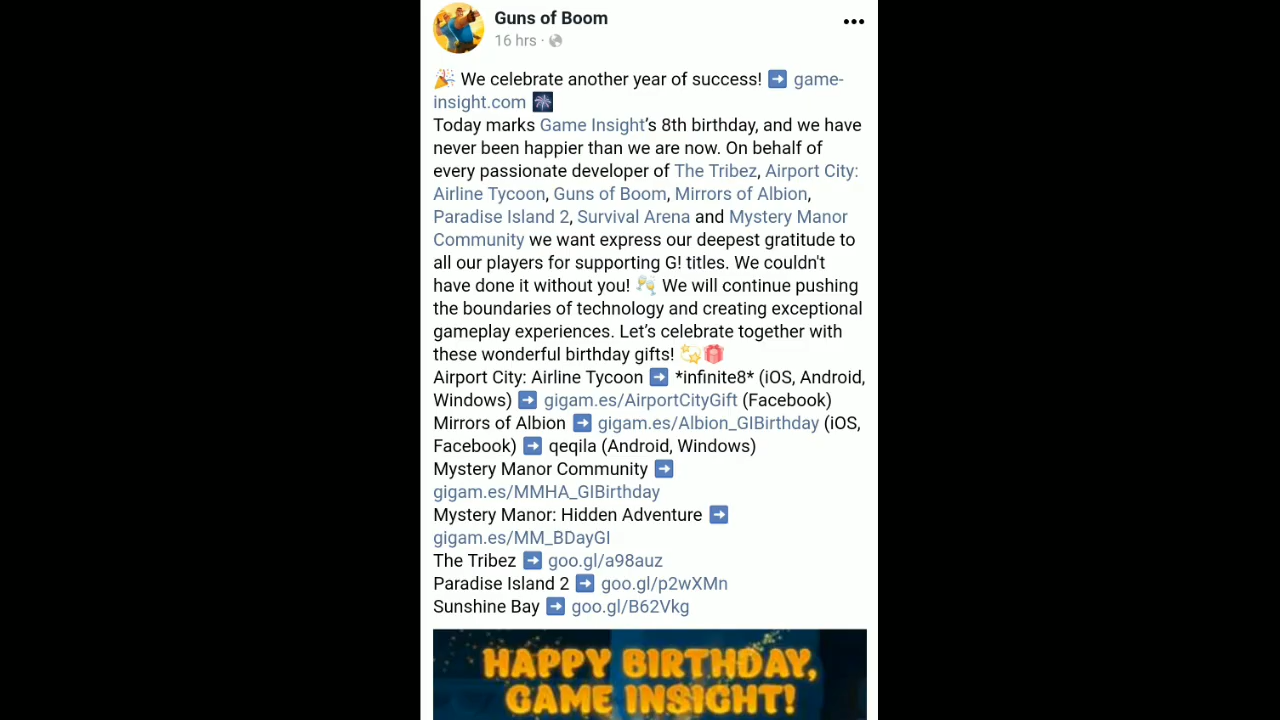 Guns of Boom
16 hrs ·
🎉 We celebrate another year of success! ➡ game-
insight.com 🎆
Today marks Game Insight's 8th birthday, and we have
never been happier than we are now. On behalf of
every passionate developer of The Tribez, Airport City:
Airline Tycoon, Guns of Boom, Mirrors of Albion,
Paradise Island 2, Survival Arena and Mystery Manor
Community we want express our deepest gratitude to
all our players for supporting G! titles. We couldn't
have done it without you! 🥂 We will continue pushing
the boundaries of technology and creating exceptional
gameplay experiences. Let’s celebrate together with
these wonderful birthday gifts! 💫🎁
Airport City: Airline Tycoon ➡ *infinite8* (iOS, Android,
Windows) ➡ gigam.es/AirportCityGift (Facebook)
Mirrors of Albion ➡ gigam.es/Albion_GIBirthday (iOS,
Facebook) ➡ qeqila (Android, Windows)
Mystery Manor Community ➡
gigam.es/MMHA_GIBirthday
Mystery Manor: Hidden Adventure ➡
gigam.es/MM_BDayGI
The Tribez ➡ goo.gl/a98auz
Paradise Island 2 ➡ goo.gl/p2wXMn
Sunshine Bay ➡ goo.gl/B62Vkg
HAPPY BIRTHDAY,
GAME INSIGHT!